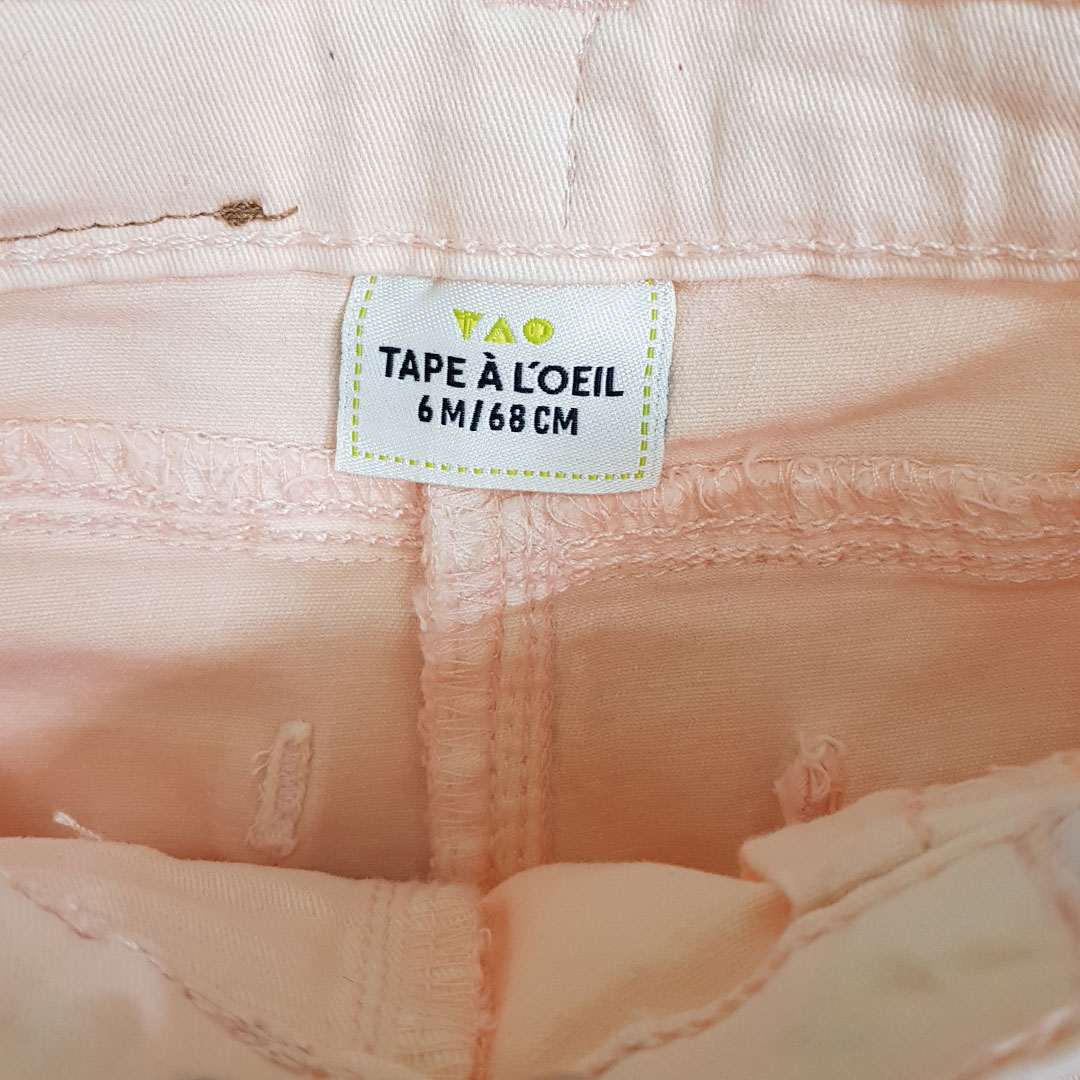 TAO
TAPE À L'OEIL
6 M/68 CM